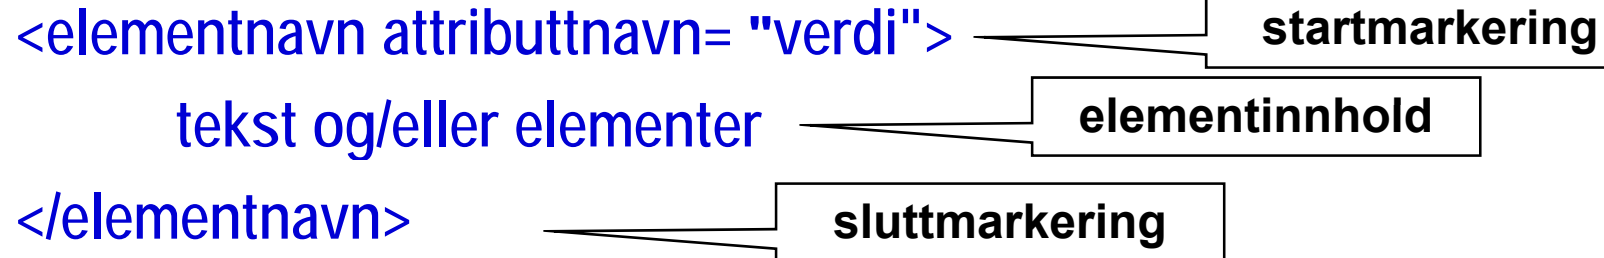 <elementnavn attributtnavn= "verdi"> startmarkering
tekst og/eller elementer elementinnhold
</elementnavn> sluttmarkering